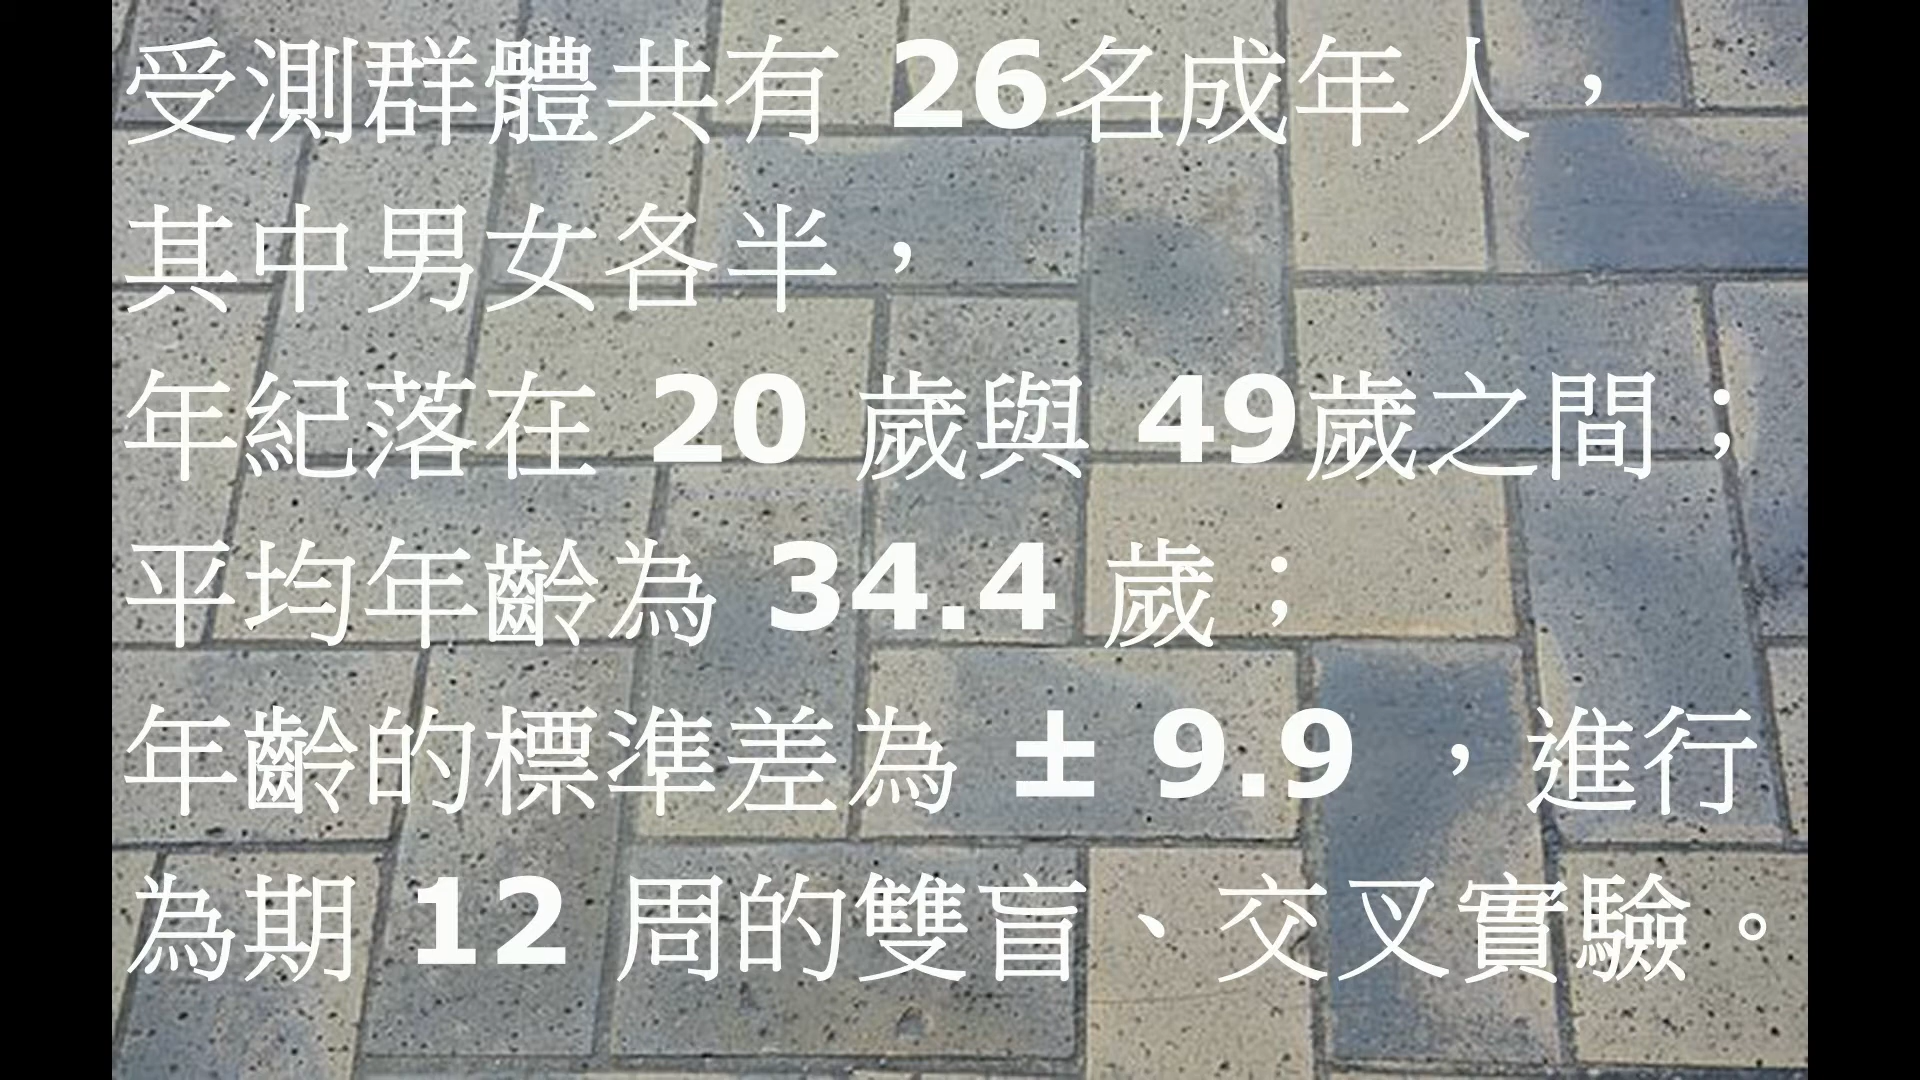 受測群體共有 26名成年人，
其中男女各半，
年紀落在 20 歲與 49歲之間；
平均年齡為 34.4 歲；
年齡的標準差為 ± 9.9 ，進行
為期 12 周的雙盲、交叉實驗。